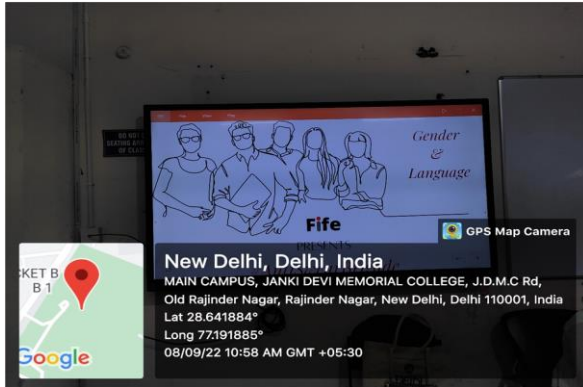 Gender
&
Language
Fife
PRESENTS
GPS Map Camera
KET B
B 1
Google
New Delhi, Delhi, India
MAIN CAMPUS, JANKI DEVI MEMORIAL COLLEGE, J.D.M.C Rd,
Old Rajinder Nagar, Rajinder Nagar, New Delhi, Delhi 110001, India
Lat 28.641884°
Long 77.191885°
08/09/22 10:58 AM GMT +05:30